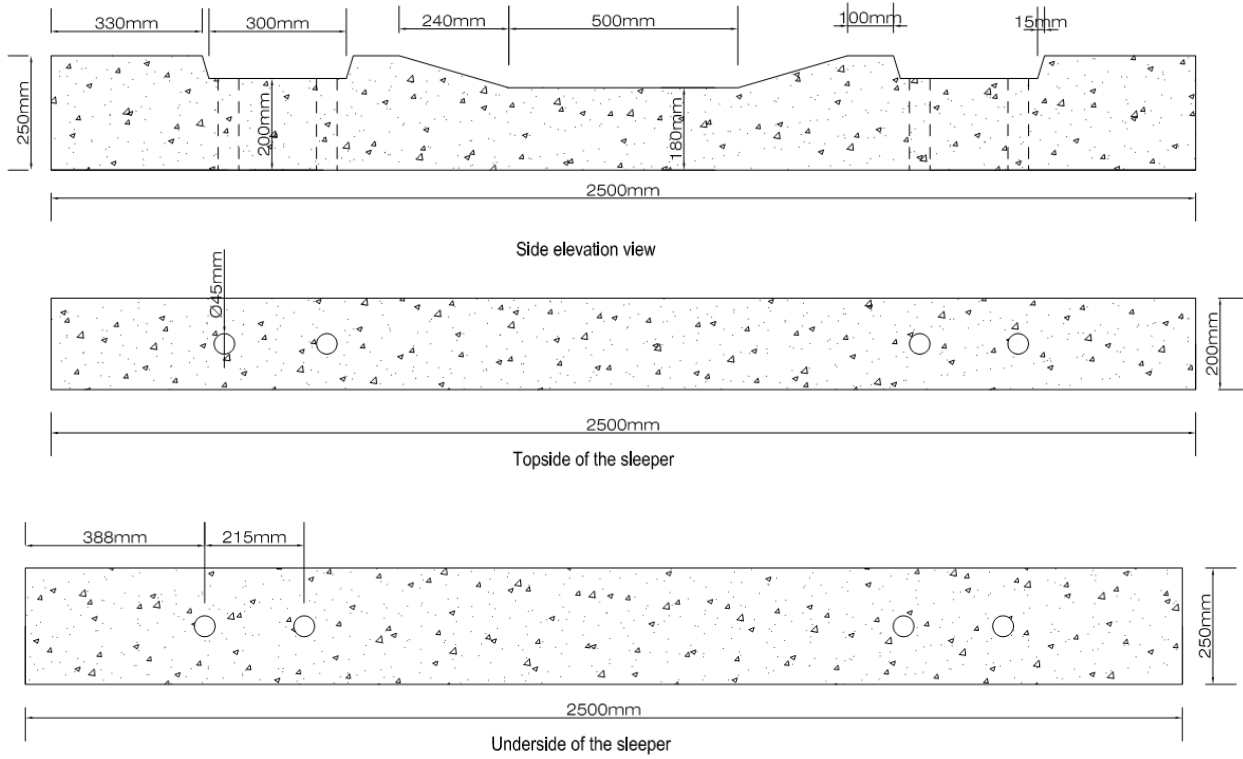 330mm 300mm 240mm 500mm 100mm 15mm
250mm 200mm 180mm
2500mm
Side elevation view
Ø45mm
200mm
2500mm
Topside of the sleeper
388mm 215mm
250mm
2500mm
Underside of the sleeper